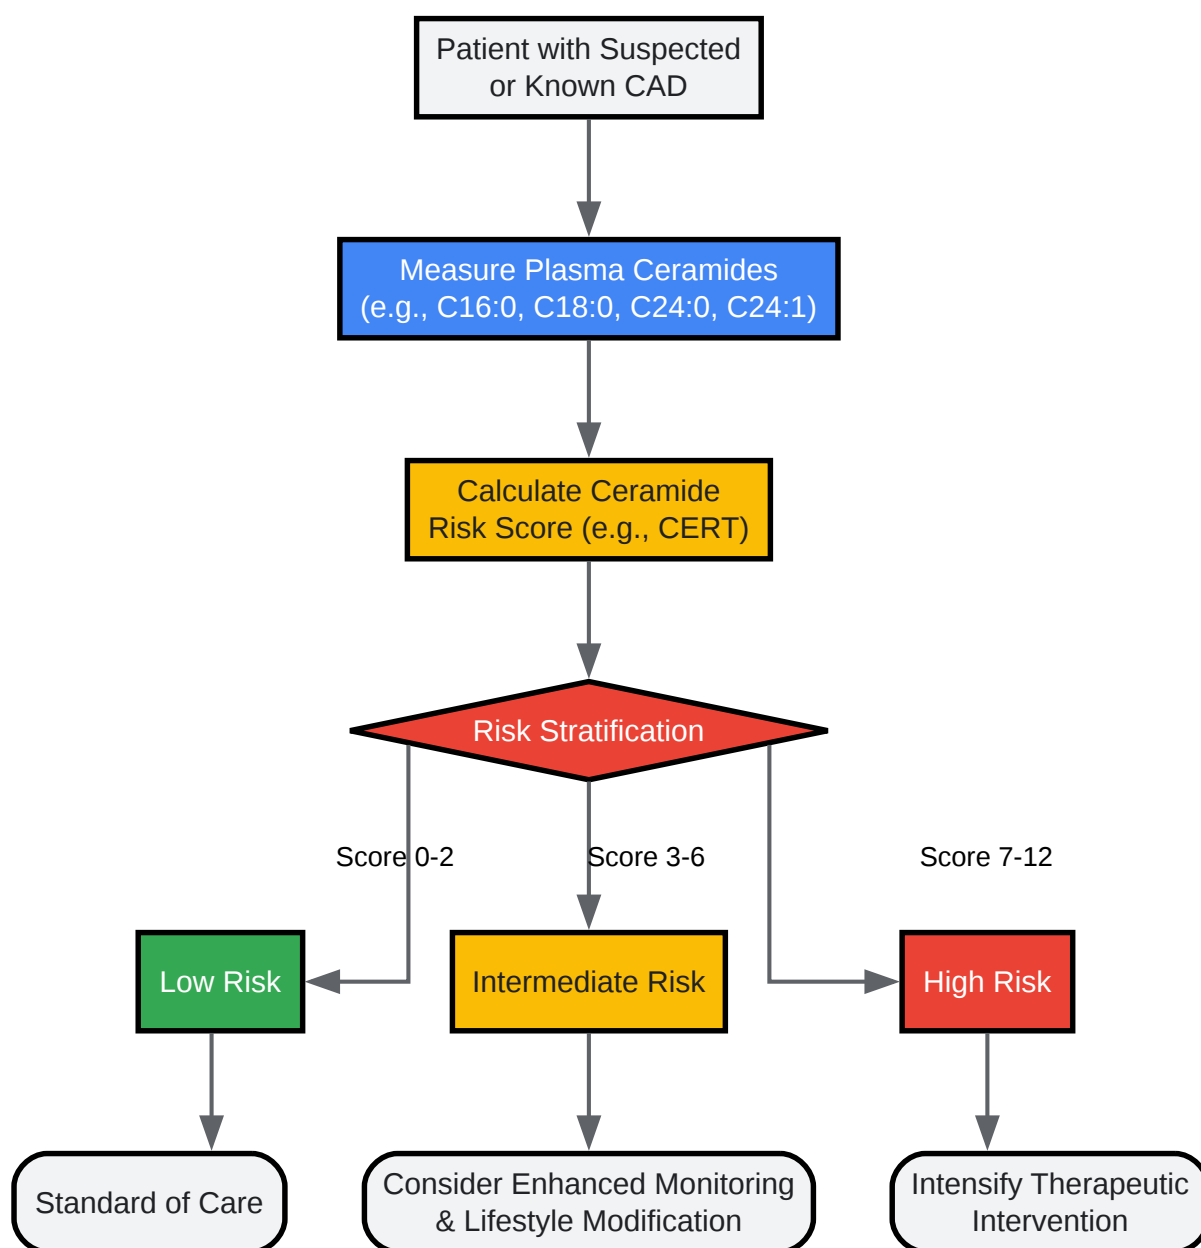 Patient with Suspected
or Known CAD
Measure Plasma Ceramides
(e.g., C16:0, C18:0, C24:0, C24:1)
Calculate Ceramide
Risk Score (e.g., CERT)
Risk Stratification
Score 0-2
Score 3-6
Score 7-12
Low Risk
Intermediate Risk
High Risk
Standard of Care
Consider Enhanced Monitoring
& Lifestyle Modification
Intensify Therapeutic
Intervention